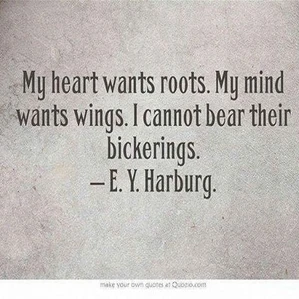 My heart wants roots. My mind
wants wings. I cannot bear their
bickerings.
– E. Y. Harburg.
make your own quotes at Quozio.com